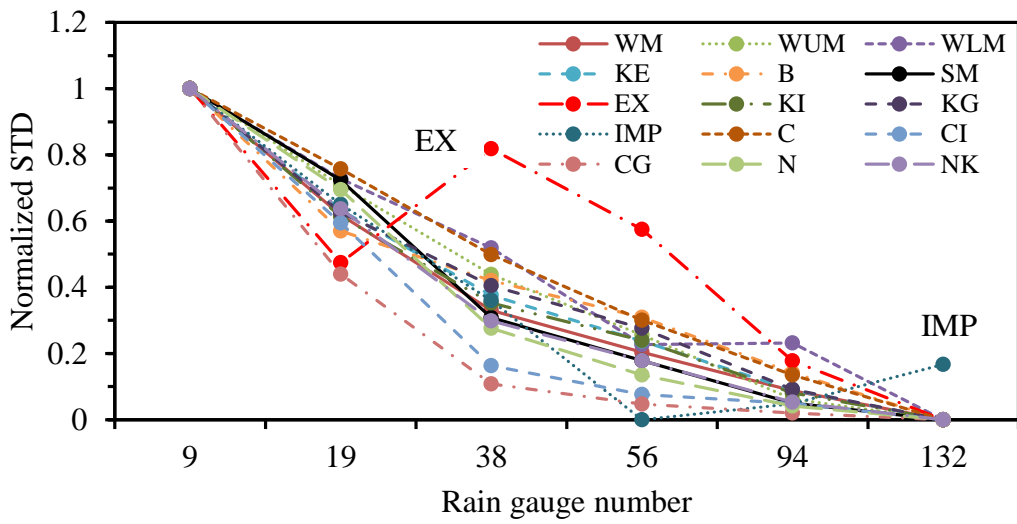 1.2
1
0.8
0.6
0.4
0.2
0
Normalized STD
WM WUM WLM
KE B SM
EX KI KG
IMP C CI
CG N NK
EX
IMP
9 19 38 56 94 132
Rain gauge number